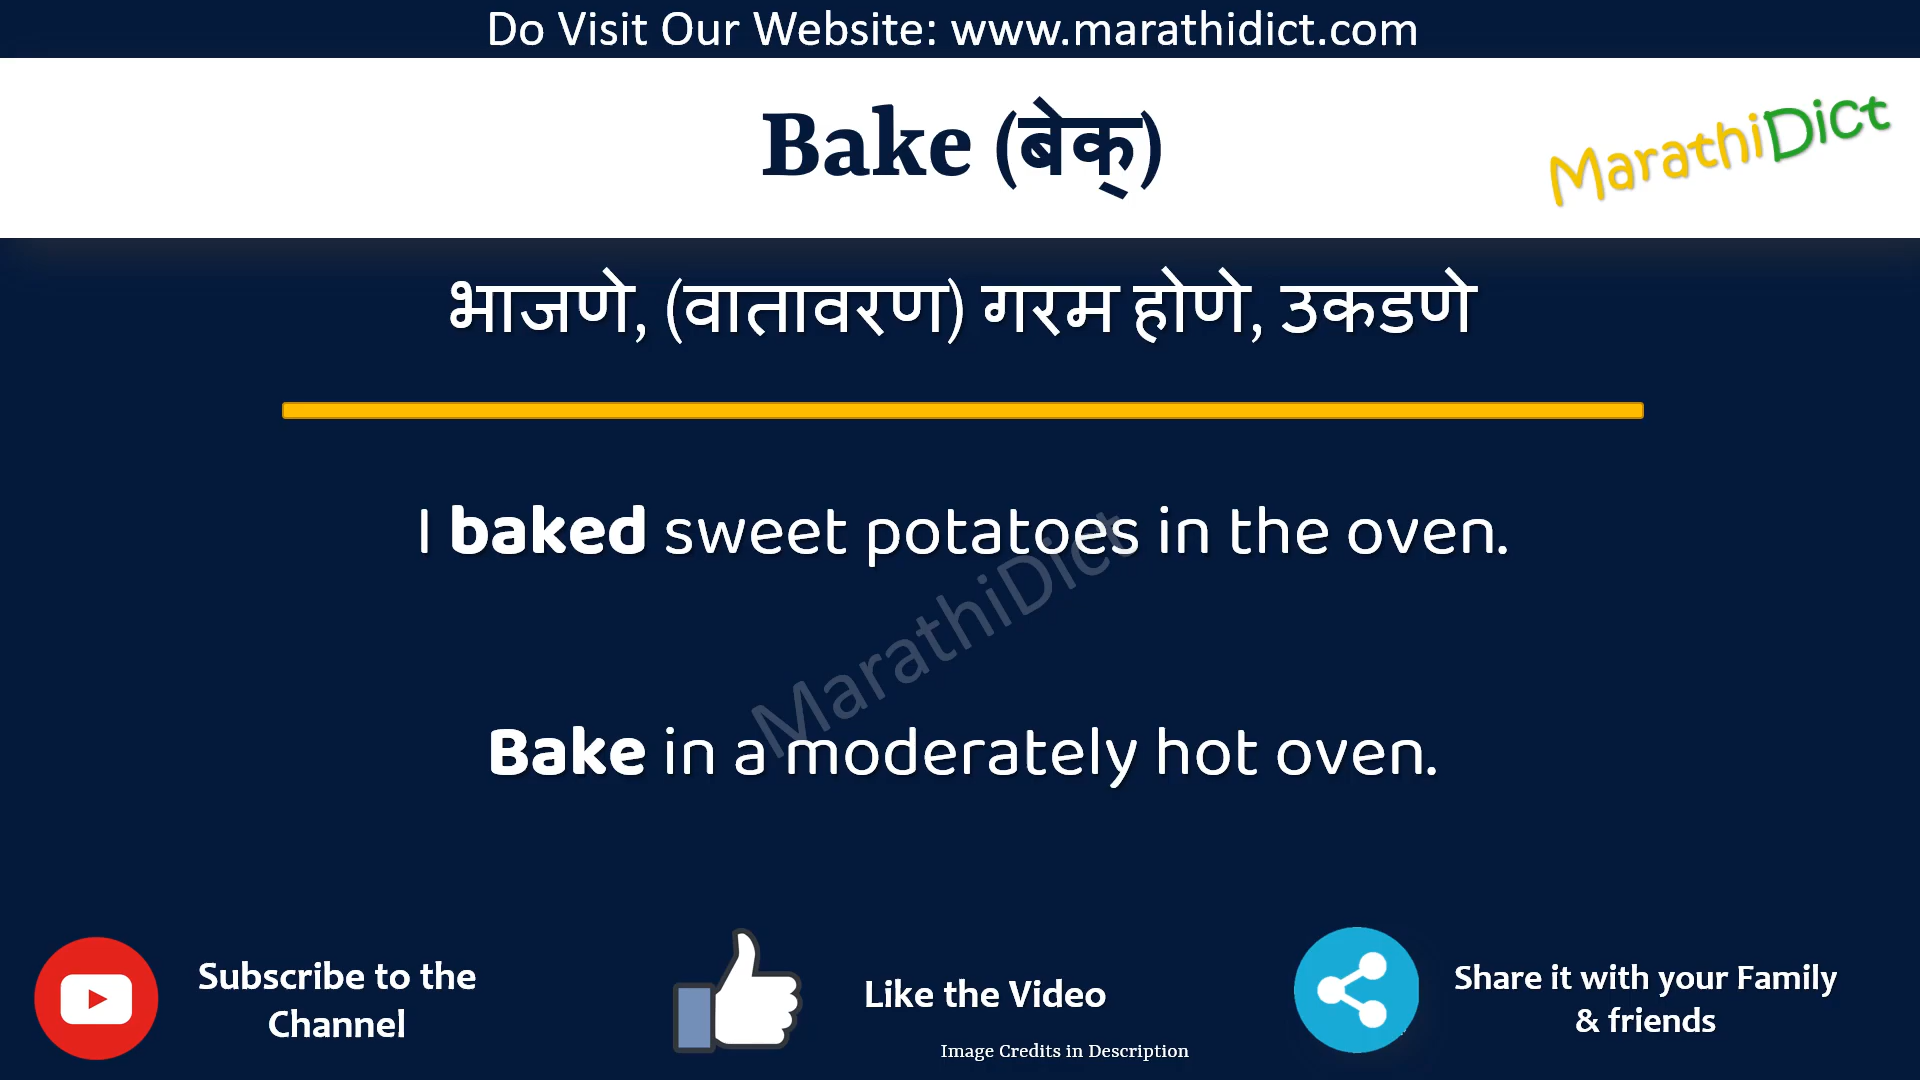 Do Visit Our Website: www.marathidict.com
Bake (बेक्)
MarathiDict
भाजणे, (वातावरण) गरम होणे, उकडणे
I baked sweet potatoes in the oven.
MarathiDict
Bake in a moderately hot oven.
Subscribe to the
Channel
Like the Video
Share it with your Family
& friends
Image Credits in Description